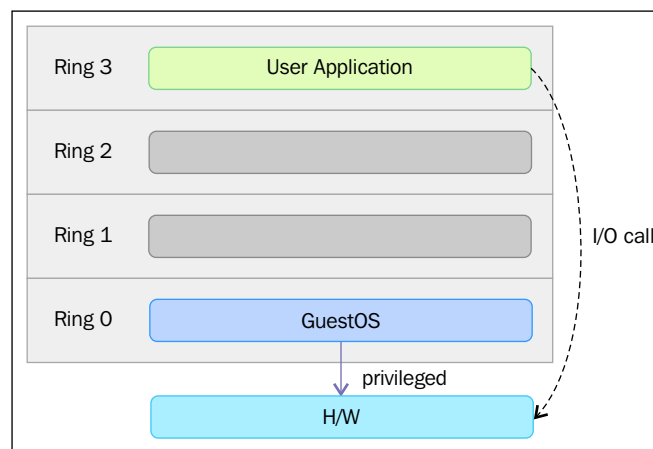 Ring 3
User Application
Ring 2
Ring 1
I/O call
Ring 0
GuestOS
privileged
H/W